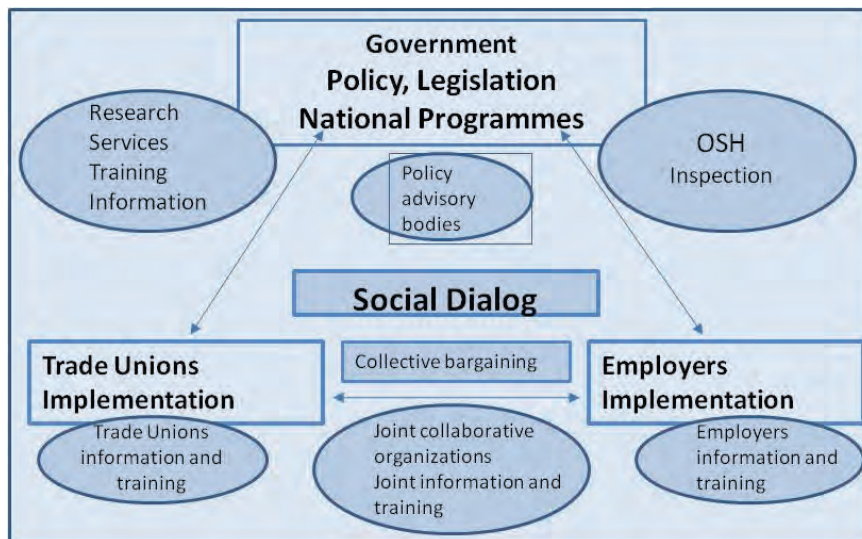 Government
Policy, Legislation
National Programmes
Research
Services
Training
Information
Policy
advisory
bodies
OSH
Inspection
Social Dialog
Trade Unions
Implementation
Collective bargaining
Employers
Implementation
Trade Unions
information and
training
Joint collaborative
organizations
Joint information and
training
Employers
information and
training